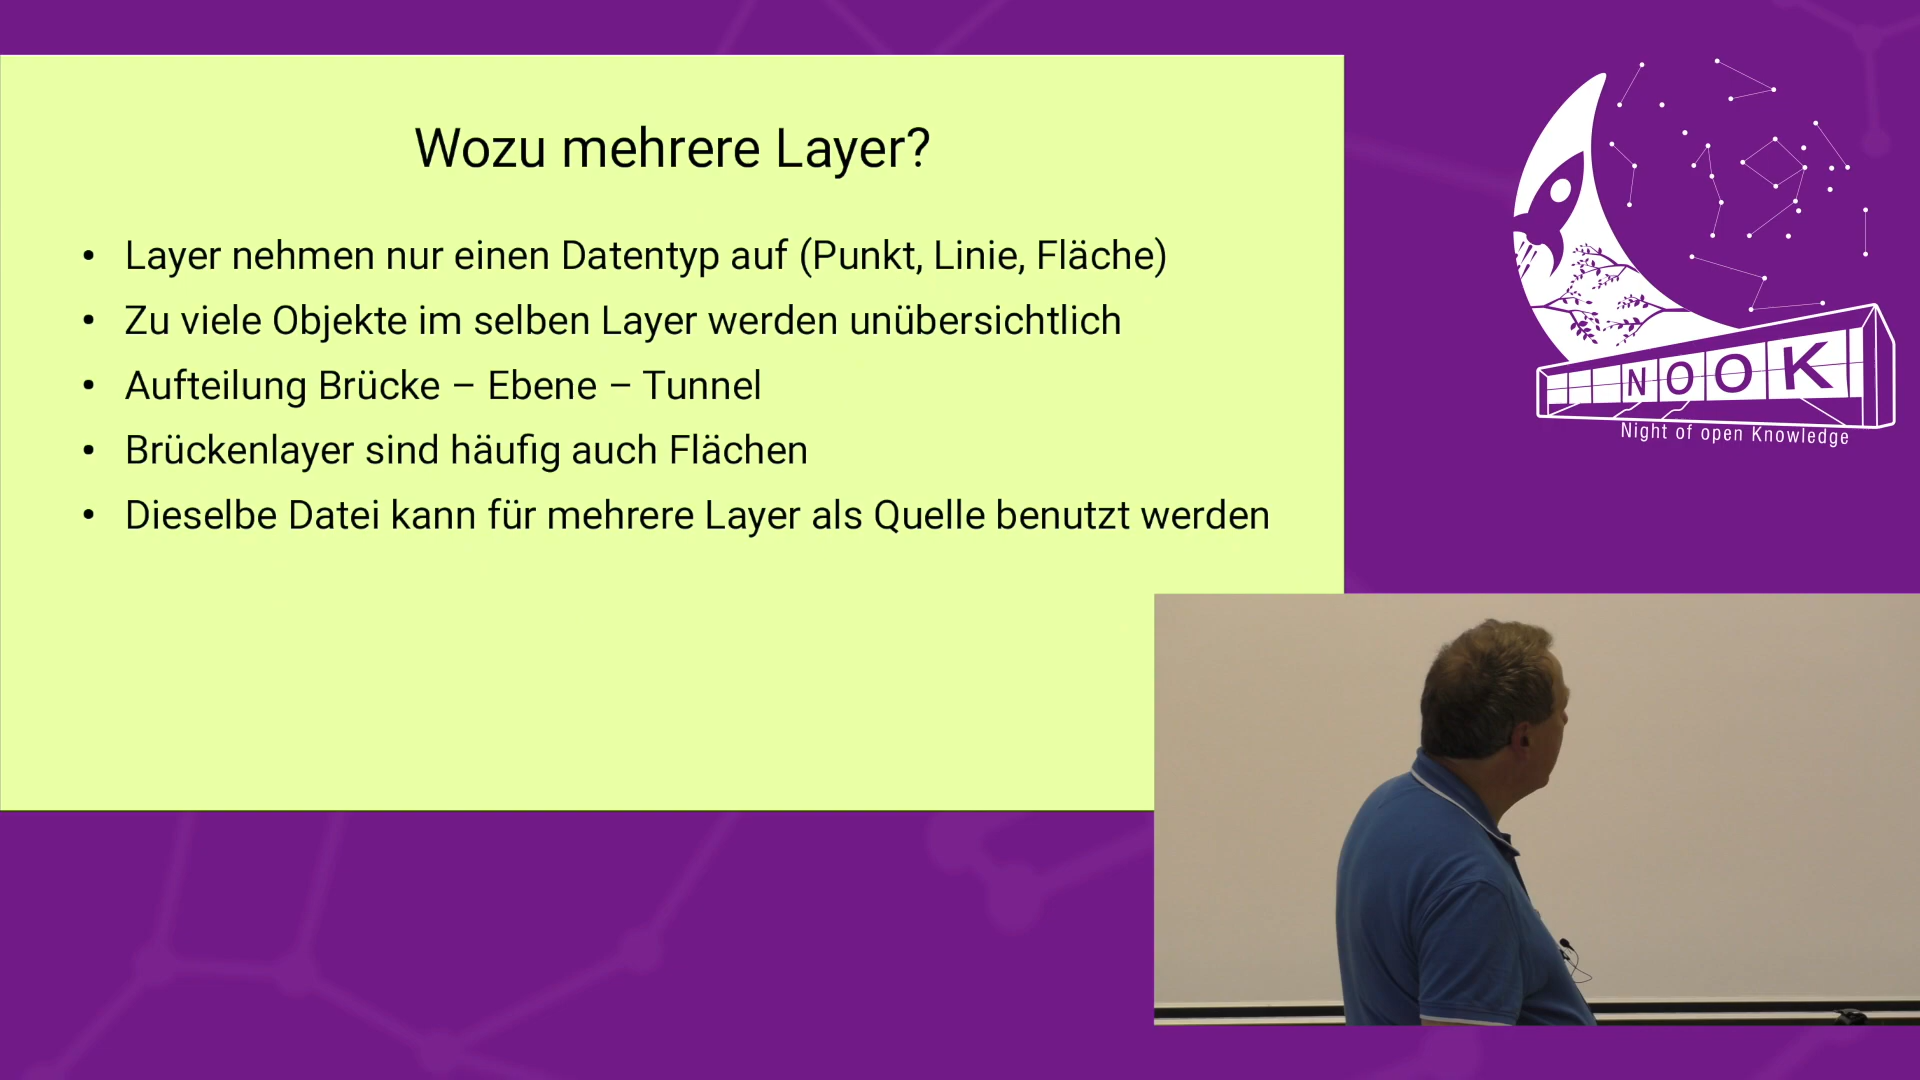 Wozu mehrere Layer?
• Layer nehmen nur einen Datentyp auf (Punkt, Linie, Fläche)
• Zu viele Objekte im selben Layer werden unübersichtlich
• Aufteilung Brücke – Ebene – Tunnel
• Brückenlayer sind häufig auch Flächen
• Dieselbe Datei kann für mehrere Layer als Quelle benutzt werden
NOOK
Night of open Knowledge